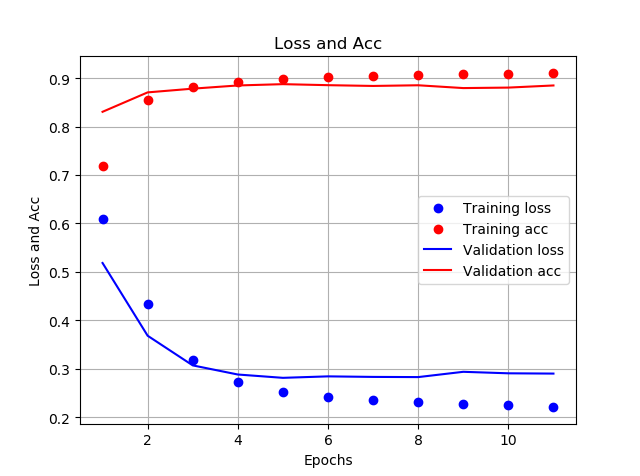 Loss and Acc
0.9
0.8
0.7
0.6
0.5
0.4
0.3
0.2
Loss and Acc
Training loss
Training acc
Validation loss
Validation acc
2 4 6 8 10
Epochs